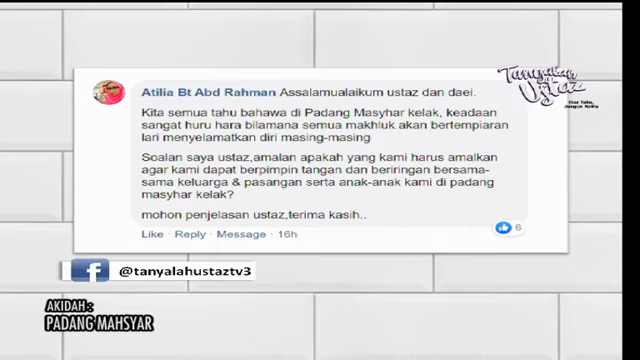 Tanyalah
Ustaz
Atilia Bt Abd Rahman Assalamualaikum ustaz dan daei.
Kita semua tahu bahawa di Padang Masyhar kelak, keadaan
sangat huru hara bilamana semua makhluk akan bertempiaran
lari menyelamatkan diri masing-masing
Soalan saya ustaz,amalan apakah yang kami harus amalkan
agar kami dapat berpimpin tangan dan beriringan bersama-
sama keluarga & pasangan serta anak-anak kami di padang
masyhar kelak?
mohon penjelasan ustaz,terima kasih..
6
Like · Reply · Message · 16h
f @tanyalahustaztv3
AKIDAH :
PADANG MAHSYAR